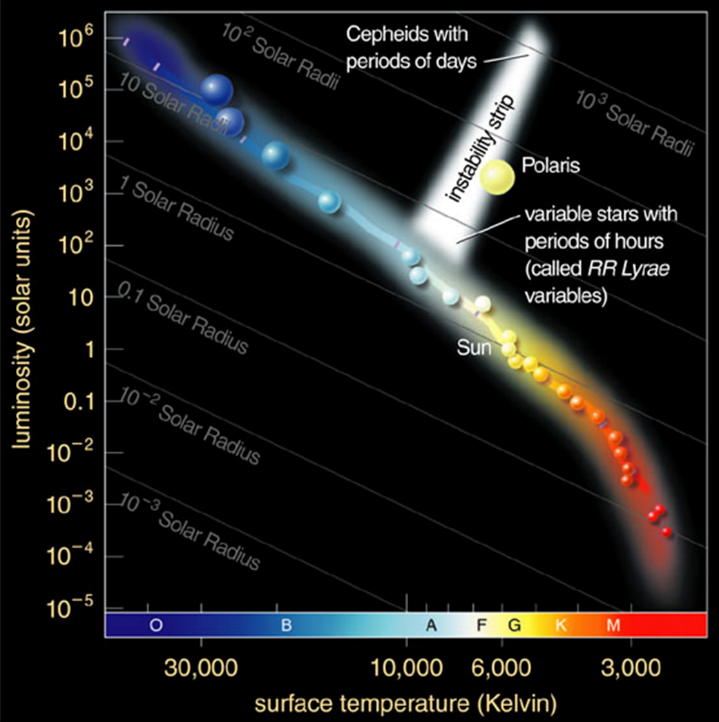 10⁶
10⁵
10⁴
10³
10²
10
1
0.1
10⁻²
10⁻³
10⁻⁴
10⁻⁵
luminosity (solar units)
10² Solar Radii
10³ Solar Radii
10 Solar Radii
1 Solar Radius
0.1 Solar Radius
10⁻² Solar Radius
10⁻³ Solar Radius
Cepheids with
periods of days
instability strip
Polaris
variable stars with
periods of hours
(called RR Lyrae
variables)
Sun
O B A F G K M
30,000 10,000 6,000 3,000
surface temperature (Kelvin)